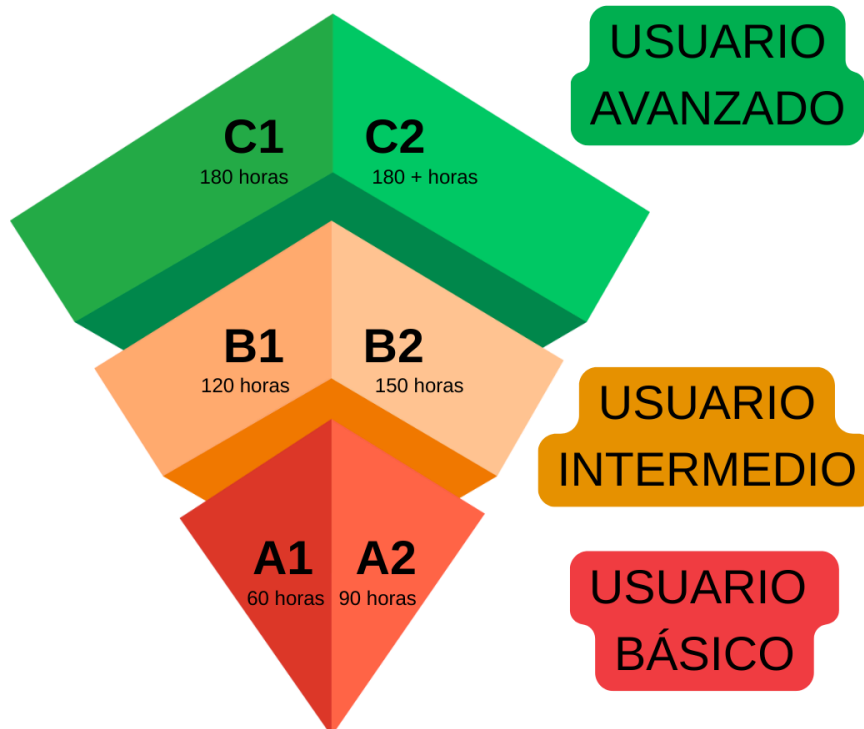 USUARIO
AVANZADO
C1 C2
180 horas 180 + horas
B1 B2
120 horas 150 horas
USUARIO
INTERMEDIO
A1 A2
60 horas 90 horas
USUARIO
BÁSICO